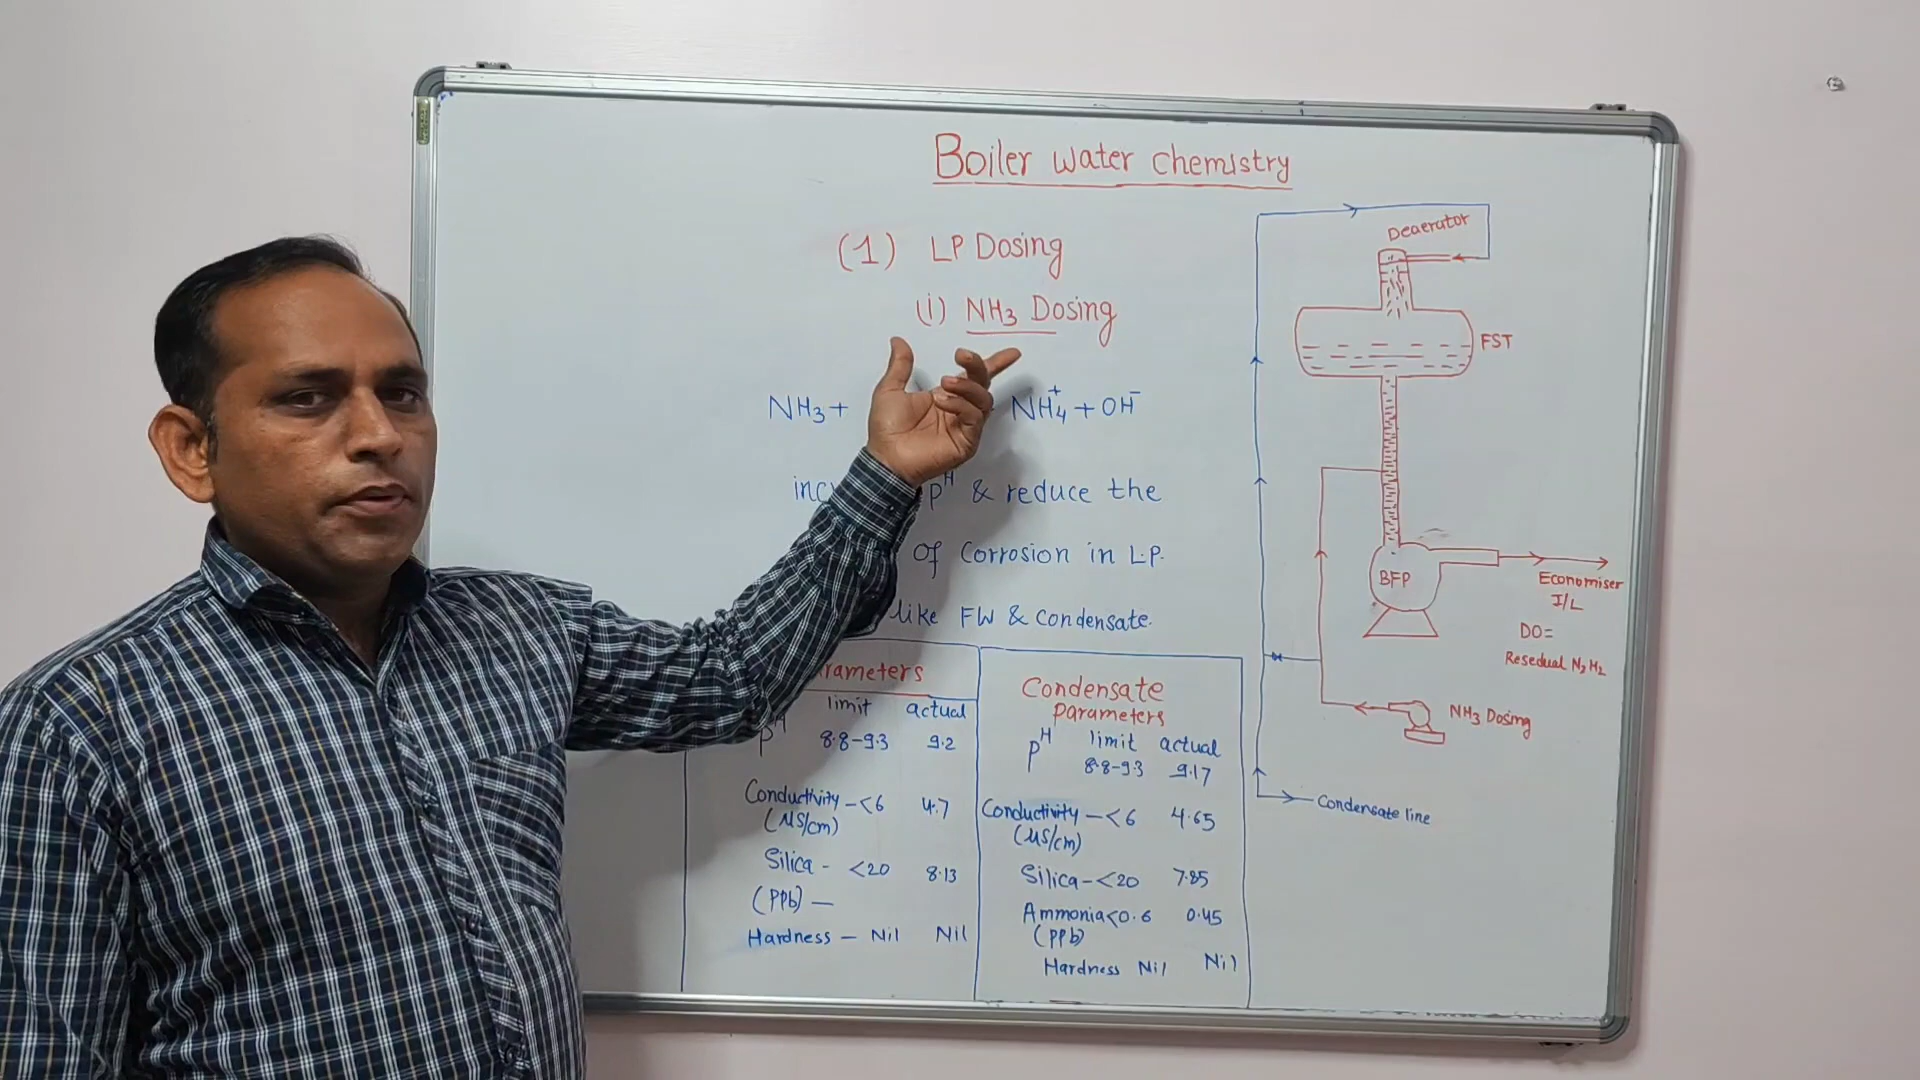 Boiler water chemistry
(1) LP Dosing
(i) NH3 Dosing
NH3 + NH4+ + OH-
pH & reduce the
of Corrosion in L.P.
like FW & Condensate.
limit actual
pH 8.8-9.3 9.2
Conductivity - <6 4.7
(μS/cm)
Silica - <20 8.13
(PPb) —
Hardness - Nil Nil
Condensate
Parameters
limit actual
pH 8.8-9.3 9.17
Conductivity - <6 4.65
(μS/cm)
Silica - <20 7.85
Ammonia <0.6 0.45
(PPb)
Hardness Nil Nil
Deaerator
FST
BFP
Economiser
I/L
DO=
Resedual N2H2
NH3 Dosing
Condensate line